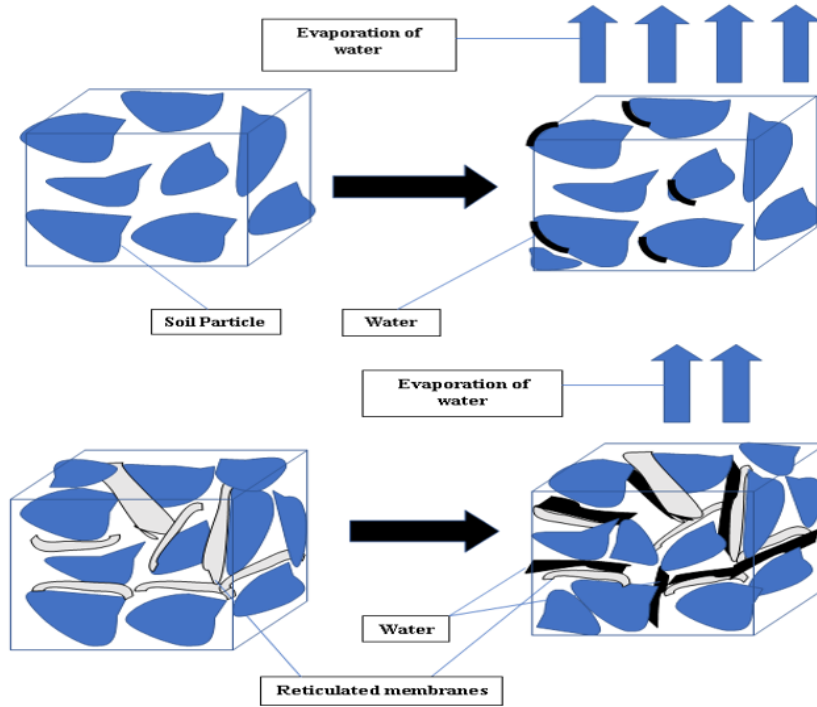 Evaporation of
water
Soil Particle
Water
Evaporation of
water
Water
Reticulated membranes